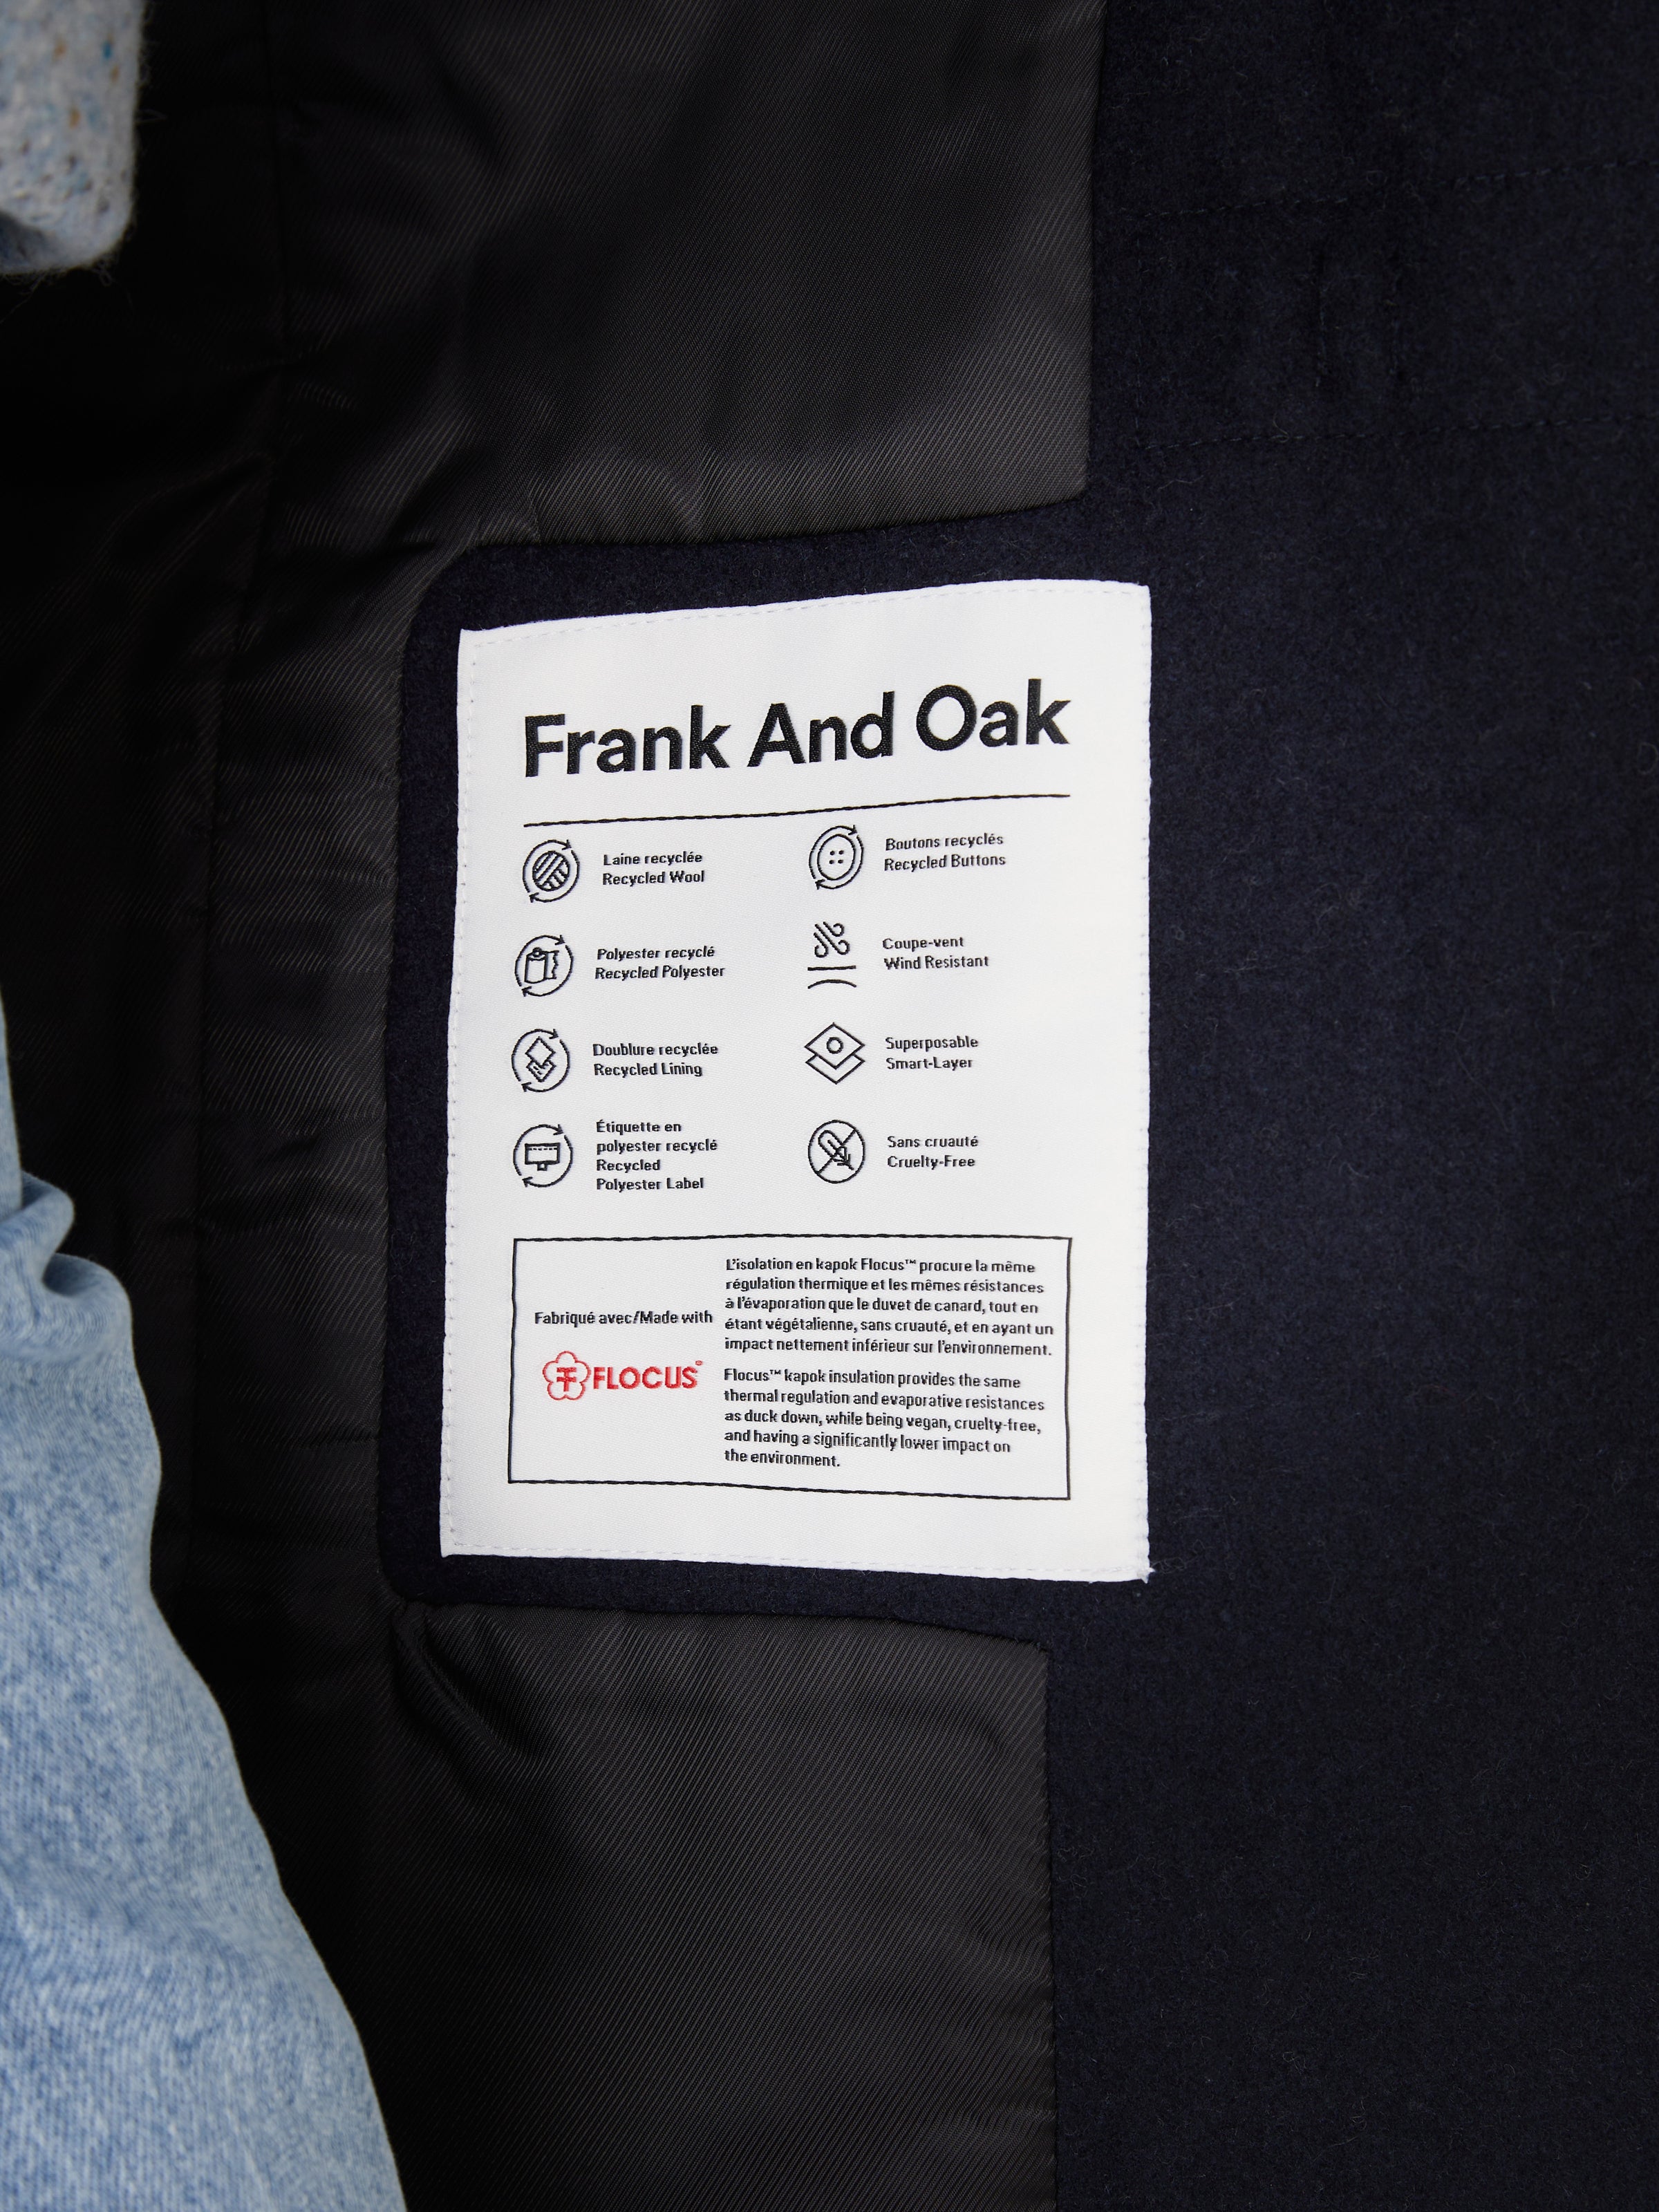 Frank And Oak
Laine recyclée
Recycled Wool
Boutons recyclés
Recycled Buttons
Polyester recyclé
Recycled Polyester
Coupe-vent
Wind Resistant
Doublure recyclée
Recycled Lining
Superposable
Smart-Layer
Étiquette en
polyester recyclé
Recycled
Polyester Label
Sans cruauté
Cruelty-Free
Fabriqué avec/Made with
FLOCUS™
L'isolation en kapok Flocus™ procure la même
régulation thermique et les mêmes résistances
à l'évaporation que le duvet de canard, tout en
étant végétalienne, sans cruauté, et en ayant un
impact nettement inférieur sur l'environnement.
Flocus™ kapok insulation provides the same
thermal regulation and evaporative resistances
as duck down, while being vegan, cruelty-free,
and having a significantly lower impact on
the environment.